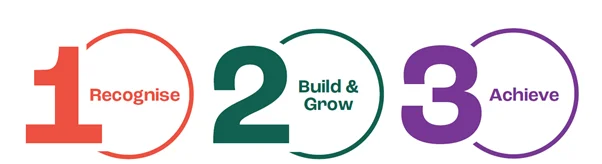 1 Recognise
2 Build &
Grow
3 Achieve